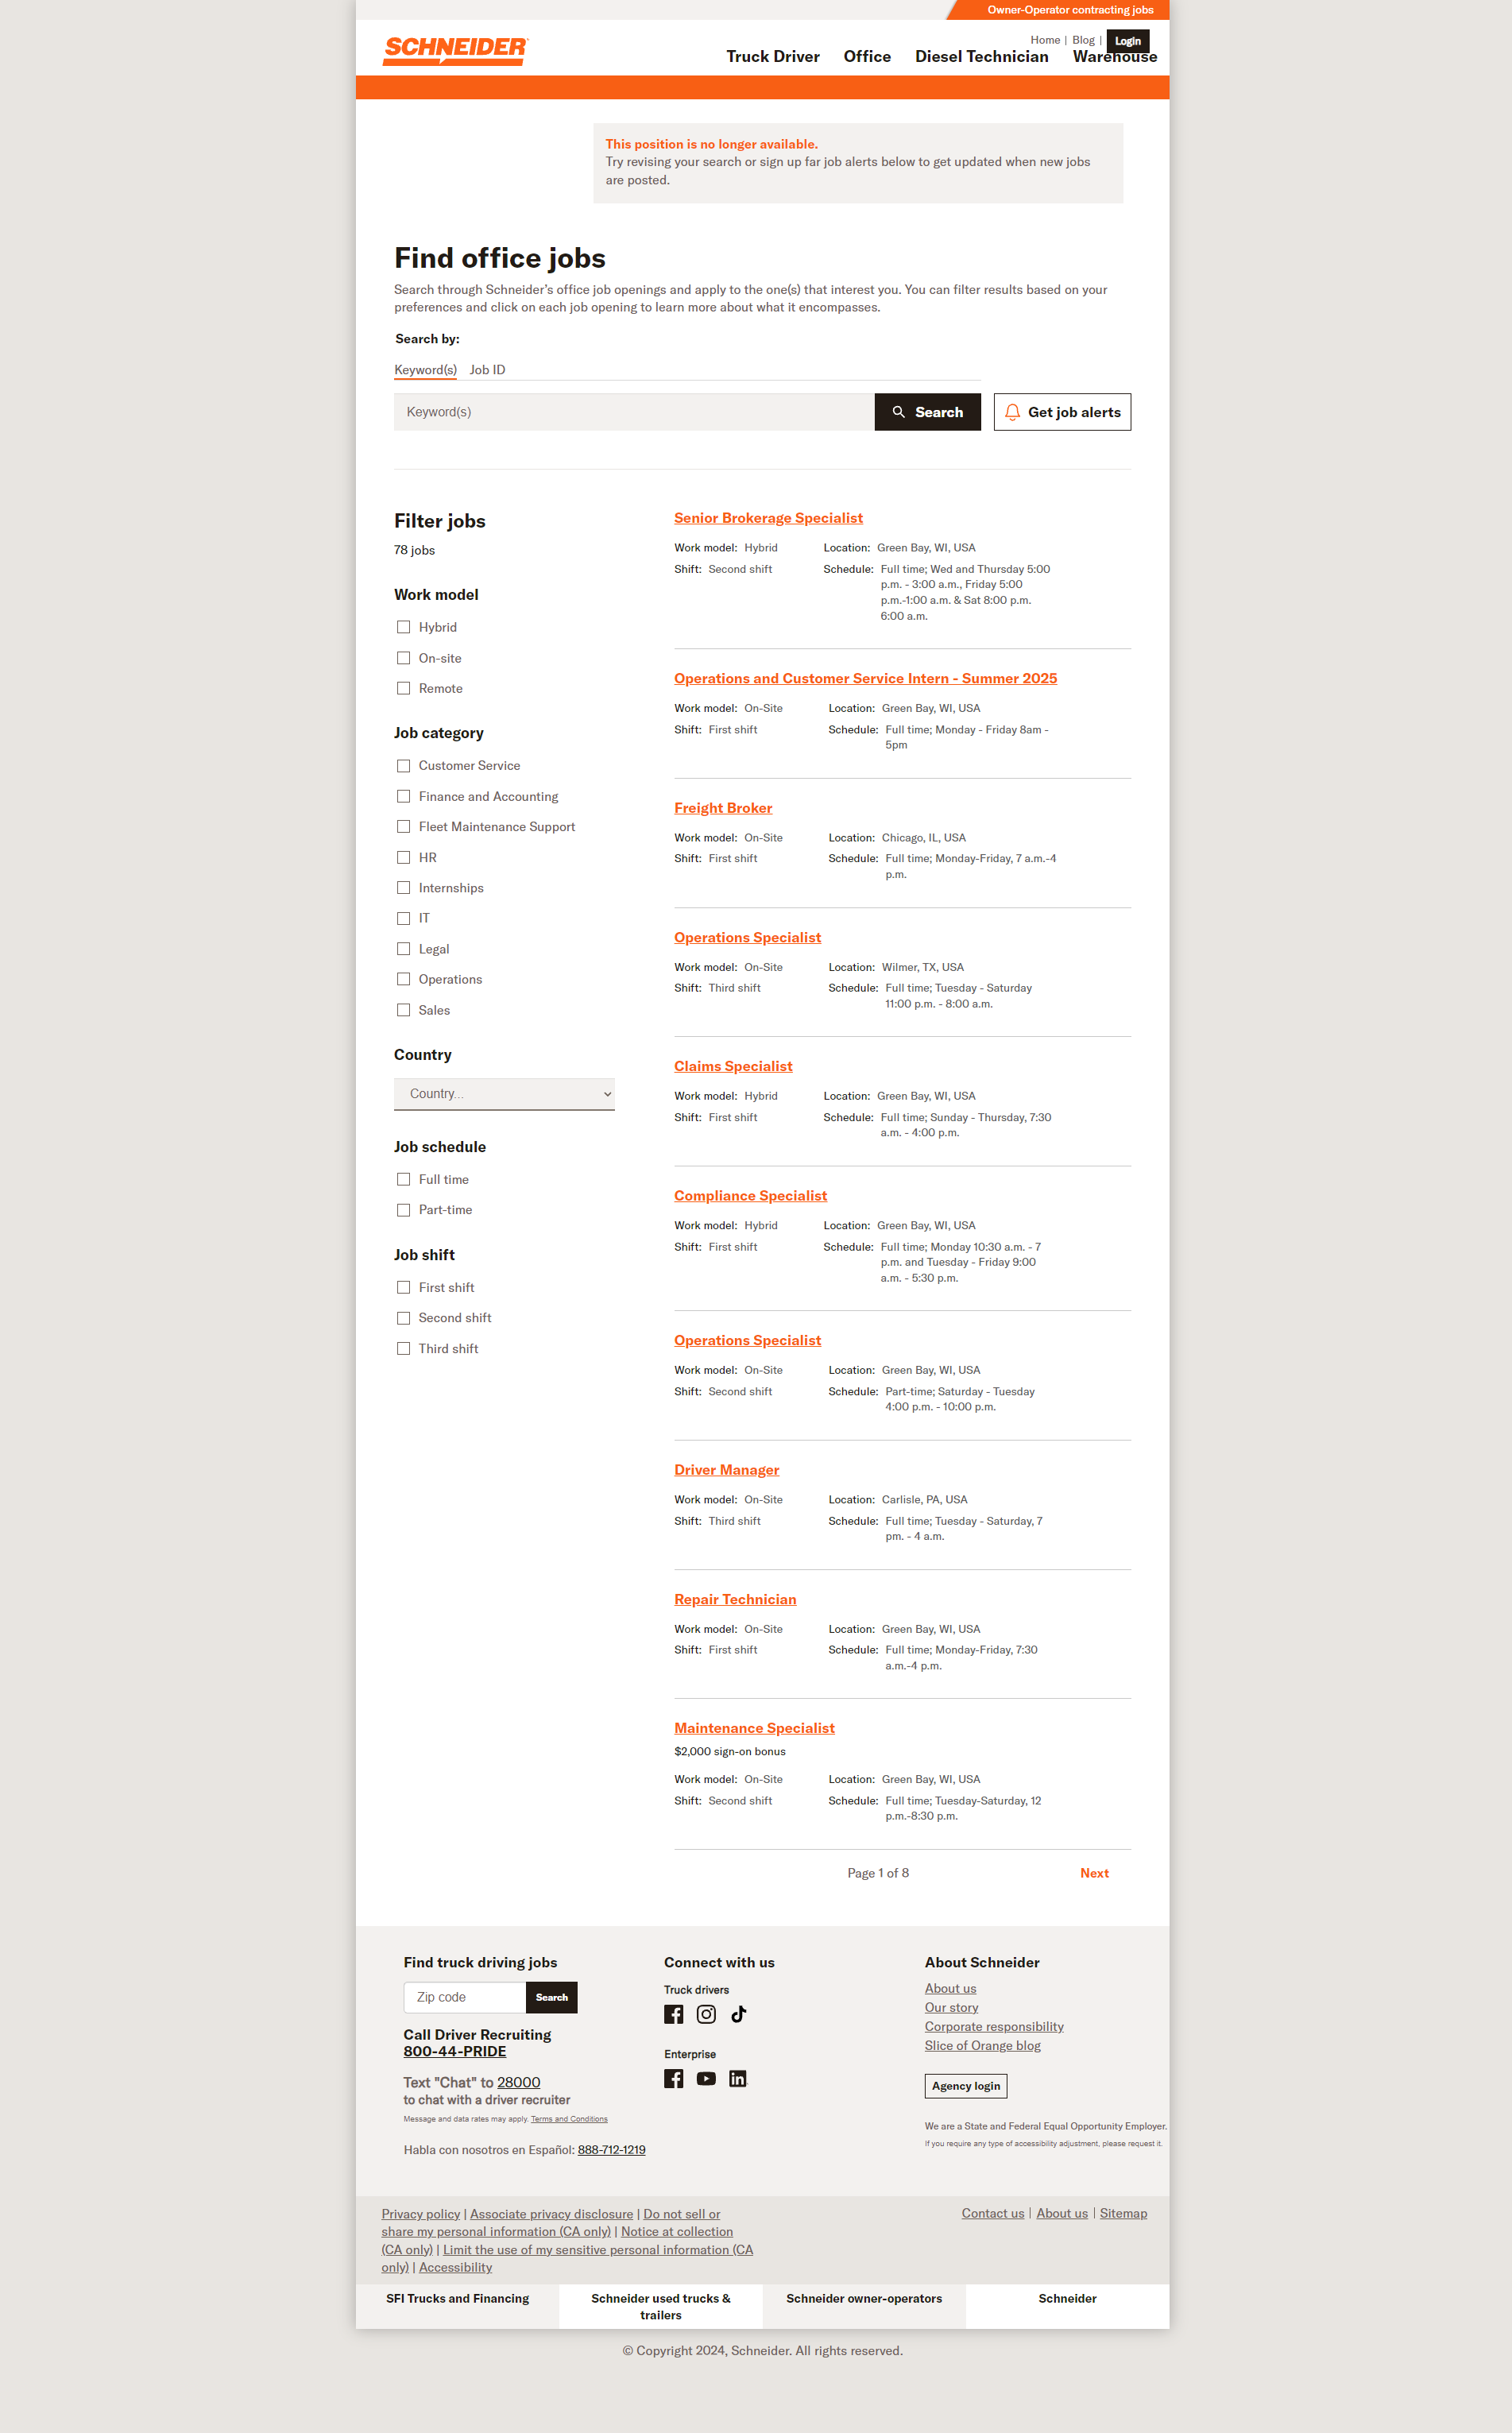 Owner-Operator contracting jobs
SCHNEIDER
Home | Blog | Login
Truck Driver Office Diesel Technician Warehouse
This position is no longer available.
Try revising your search or sign up far job alerts below to get updated when new jobs
are posted.
Find office jobs
Search through Schneider’s office job openings and apply to the one(s) that interest you. You can filter results based on your
preferences and click on each job opening to learn more about what it encompasses.
Search by:
Keyword(s) Job ID
Keyword(s) Search Get job alerts
Filter jobs
78 jobs
Work model
Hybrid
On-site
Remote
Job category
Customer Service
Finance and Accounting
Fleet Maintenance Support
HR
Internships
IT
Legal
Operations
Sales
Country
Country...
Job schedule
Full time
Part-time
Job shift
First shift
Second shift
Third shift
Senior Brokerage Specialist
Work model: Hybrid Location: Green Bay, WI, USA
Shift: Second shift Schedule: Full time; Wed and Thursday 5:00
p.m. - 3:00 a.m., Friday 5:00
p.m.-1:00 a.m. & Sat 8:00 p.m.
6:00 a.m.
Operations and Customer Service Intern - Summer 2025
Work model: On-Site Location: Green Bay, WI, USA
Shift: First shift Schedule: Full time; Monday - Friday 8am -
5pm
Freight Broker
Work model: On-Site Location: Chicago, IL, USA
Shift: First shift Schedule: Full time; Monday-Friday, 7 a.m.-4
p.m.
Operations Specialist
Work model: On-Site Location: Wilmer, TX, USA
Shift: Third shift Schedule: Full time; Tuesday - Saturday
11:00 p.m. - 8:00 a.m.
Claims Specialist
Work model: Hybrid Location: Green Bay, WI, USA
Shift: First shift Schedule: Full time; Sunday - Thursday, 7:30
a.m. - 4:00 p.m.
Compliance Specialist
Work model: Hybrid Location: Green Bay, WI, USA
Shift: First shift Schedule: Full time; Monday 10:30 a.m. - 7
p.m. and Tuesday - Friday 9:00
a.m. - 5:30 p.m.
Operations Specialist
Work model: On-Site Location: Green Bay, WI, USA
Shift: Second shift Schedule: Part-time; Saturday - Tuesday
4:00 p.m. - 10:00 p.m.
Driver Manager
Work model: On-Site Location: Carlisle, PA, USA
Shift: Third shift Schedule: Full time; Tuesday - Saturday, 7
pm. - 4 a.m.
Repair Technician
Work model: On-Site Location: Green Bay, WI, USA
Shift: First shift Schedule: Full time; Monday-Friday, 7:30
a.m.-4 p.m.
Maintenance Specialist
$2,000 sign-on bonus
Work model: On-Site Location: Green Bay, WI, USA
Shift: Second shift Schedule: Full time; Tuesday-Saturday, 12
p.m.-8:30 p.m.
Page 1 of 8 Next
Find truck driving jobs
Zip code Search
Call Driver Recruiting
800-44-PRIDE
Text "Chat" to 28000
to chat with a driver recruiter
Message and data rates may apply. Terms and Conditions
Habla con nosotros en Español: 888-712-1219
Connect with us
Truck drivers
Enterprise
About Schneider
About us
Our story
Corporate responsibility
Slice of Orange blog
Agency login
We are a State and Federal Equal Opportunity Employer.
If you require any type of accessibility adjustment, please request it.
Privacy policy | Associate privacy disclosure | Do not sell or
share my personal information (CA only) | Notice at collection
(CA only) | Limit the use of my sensitive personal information (CA
only) | Accessibility
Contact us | About us | Sitemap
SFI Trucks and Financing
Schneider used trucks &
trailers
Schneider owner-operators
Schneider
© Copyright 2024, Schneider. All rights reserved.